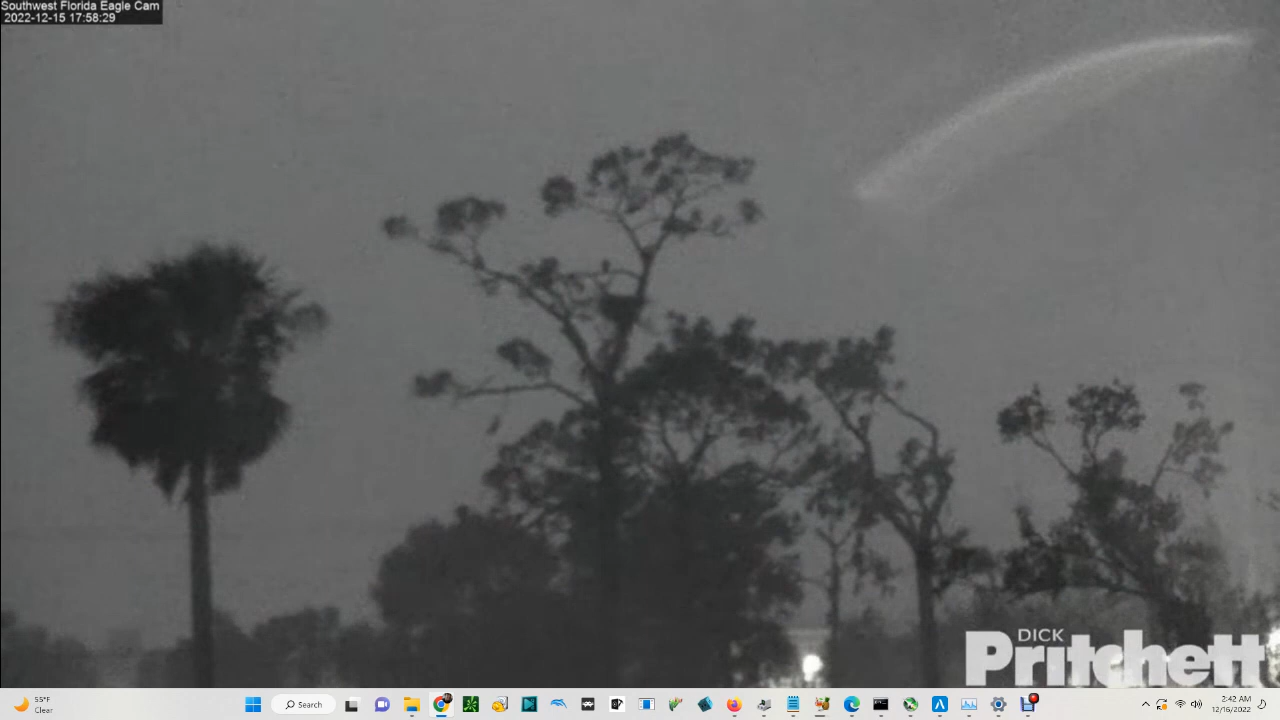 Southwest Florida Eagle Cam
2022-12-15 17:58:29
DICK
Pritchett
55°F
Clear
Search
2:42 AM
12/16/2022